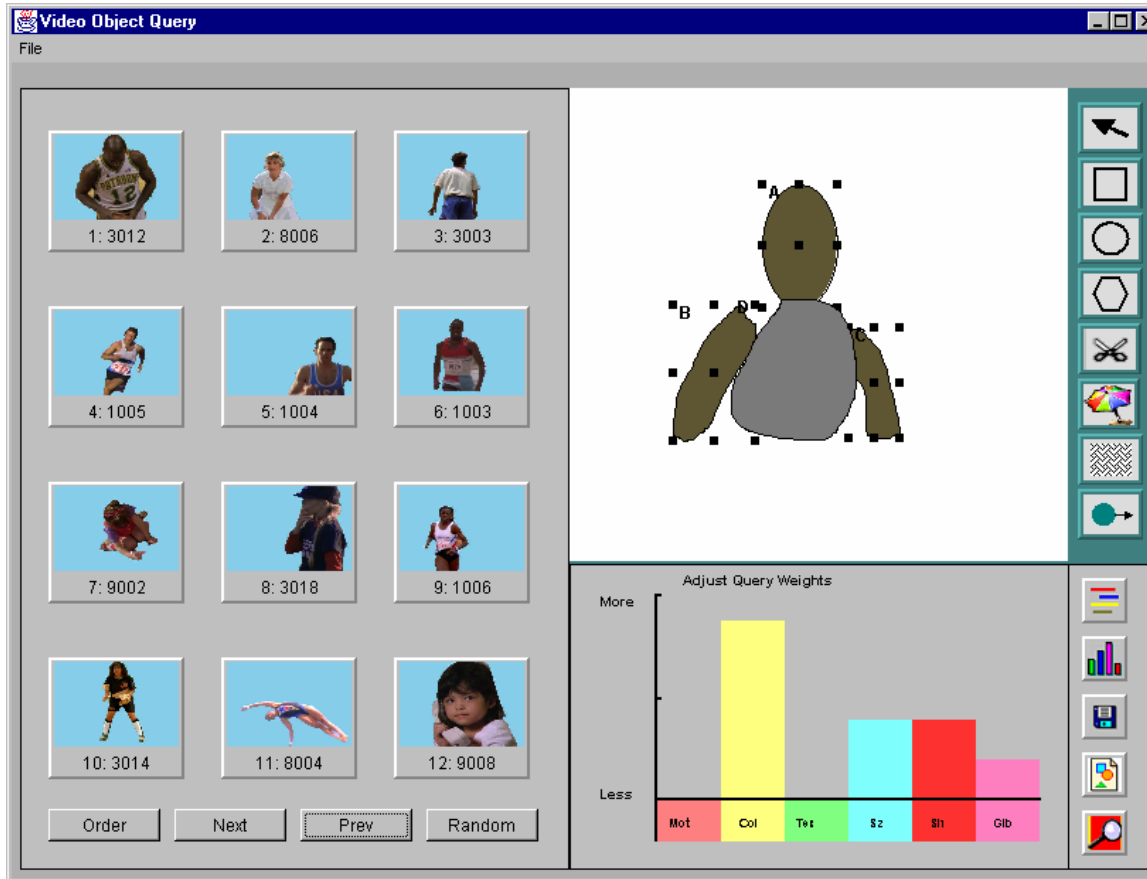 Video Object Query
File
1: 3012
2: 8006
3: 3003
4: 1005
5: 1004
6: 1003
7: 9002
8: 3018
9: 1006
10: 3014
11: 8004
12: 9008
Order
Next
Prev
Random
A
B
D
C
Adjust Query Weights
More
Less
Mot
Col
Tex
Sz
Sh
Glb
12